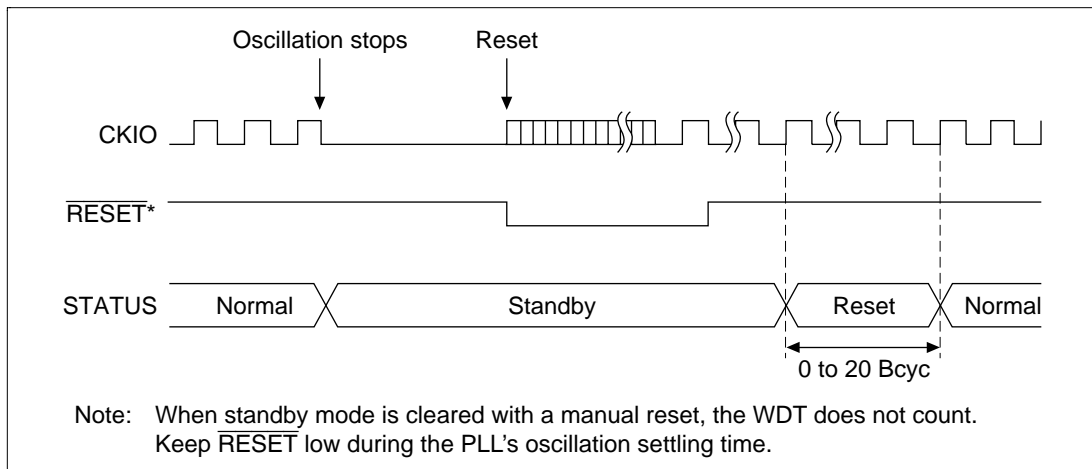 Oscillation stops Reset
CKIO
RESET*
STATUS Normal Standby Reset Normal
0 to 20 Bcyc
Note: When standby mode is cleared with a manual reset, the WDT does not count.
Keep RESET low during the PLL's oscillation settling time.